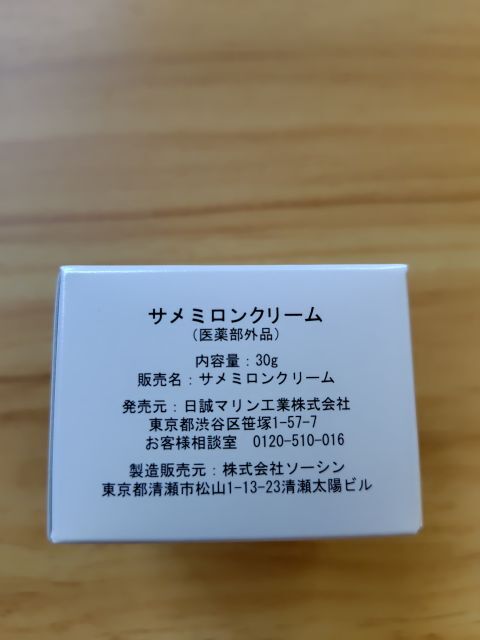 サメミロンクリーム
（医薬部外品）
内容量：30g
販売名：サメミロンクリーム
発売元：日誠マリン工業株式会社
東京都渋谷区笹塚1-57-7
お客様相談室　0120-510-016
製造販売元：株式会社ソーシン
東京都清瀬市松山1-13-23清瀬太陽ビル